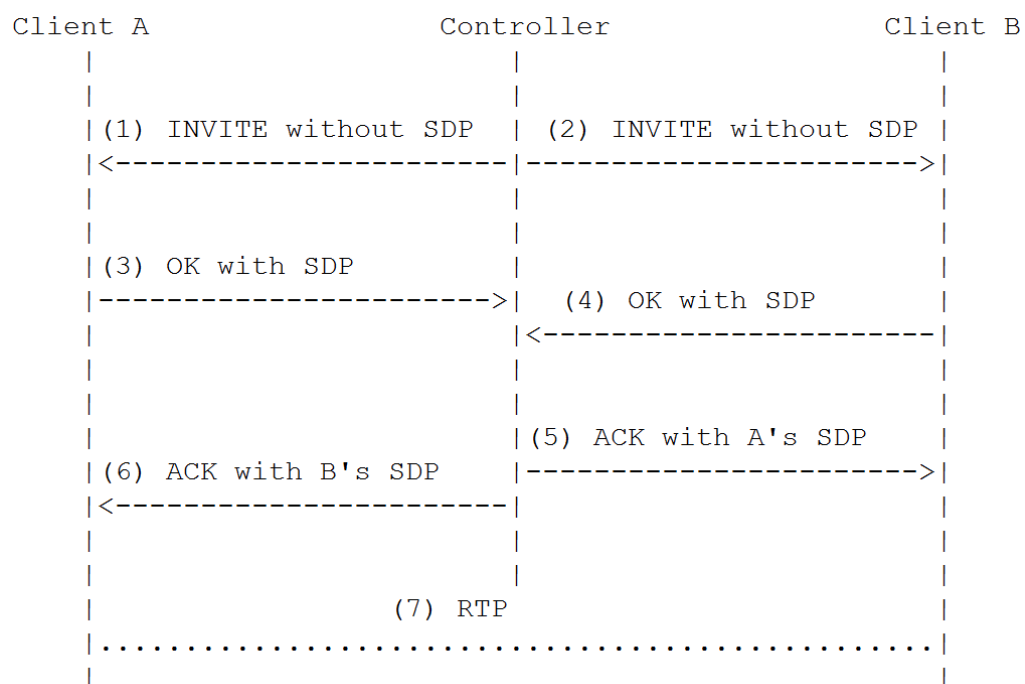 Client A Controller Client B
(1) INVITE without SDP (2) INVITE without SDP
(3) OK with SDP
(4) OK with SDP
(5) ACK with A's SDP
(6) ACK with B's SDP
(7) RTP